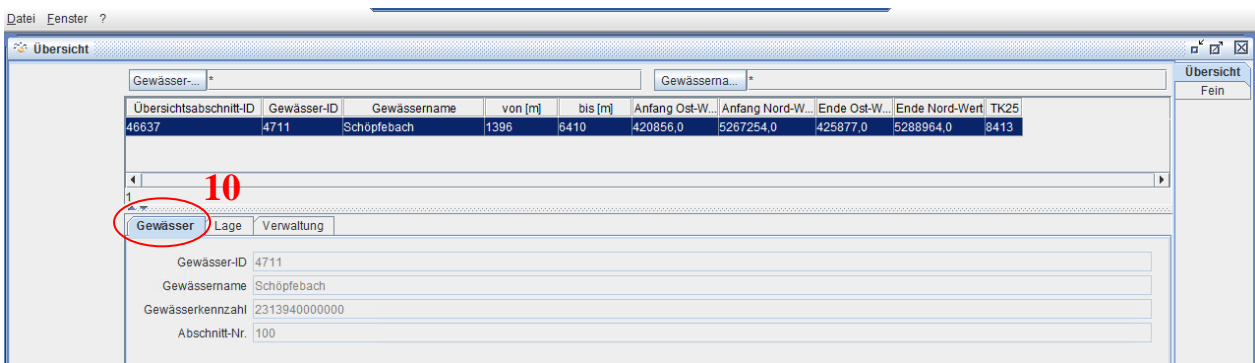 Datei Fenster ?
Übersicht
Gewässer-... * Gewässerna... *
Übersicht
Fein
Übersichtsabschnitt-ID Gewässer-ID Gewässername von [m] bis [m] Anfang Ost-W... Anfang Nord-W... Ende Ost-W... Ende Nord-Wert TK25
46637 4711 Schöpfebach 1396 6410 420856,0 5267254,0 425877,0 5288964,0 8413
1
10
Gewässer Lage Verwaltung
Gewässer-ID 4711
Gewässername Schöpfebach
Gewässerkennzahl 2313940000000
Abschnitt-Nr. 100